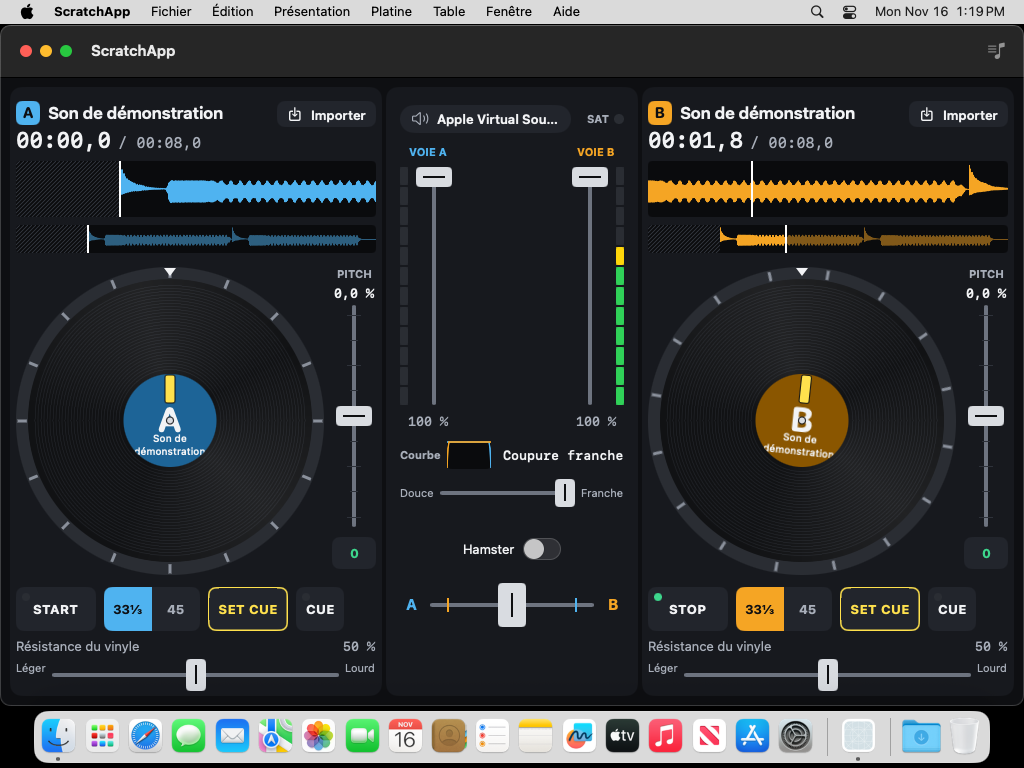 ScratchApp Fichier Édition Présentation Platine Table Fenêtre Aide Mon Nov 16 1:19 PM
ScratchApp
A Son de démonstration Importer
00:00,0 / 00:08,0
PITCH
0,0 %
A
Son de
démonstration
0
START 33⅓ 45 SET CUE CUE
Résistance du vinyle 50 %
Léger Lourd
Apple Virtual Sou... SAT
VOIE A VOIE B
100 % 100 %
Courbe Coupure franche
Douce Franche
Hamster
A B
B Son de démonstration Importer
00:01,8 / 00:08,0
PITCH
0,0 %
B
Son de
démonstration
0
STOP 33⅓ 45 SET CUE CUE
Résistance du vinyle 50 %
Léger Lourd
NOV
16
tv